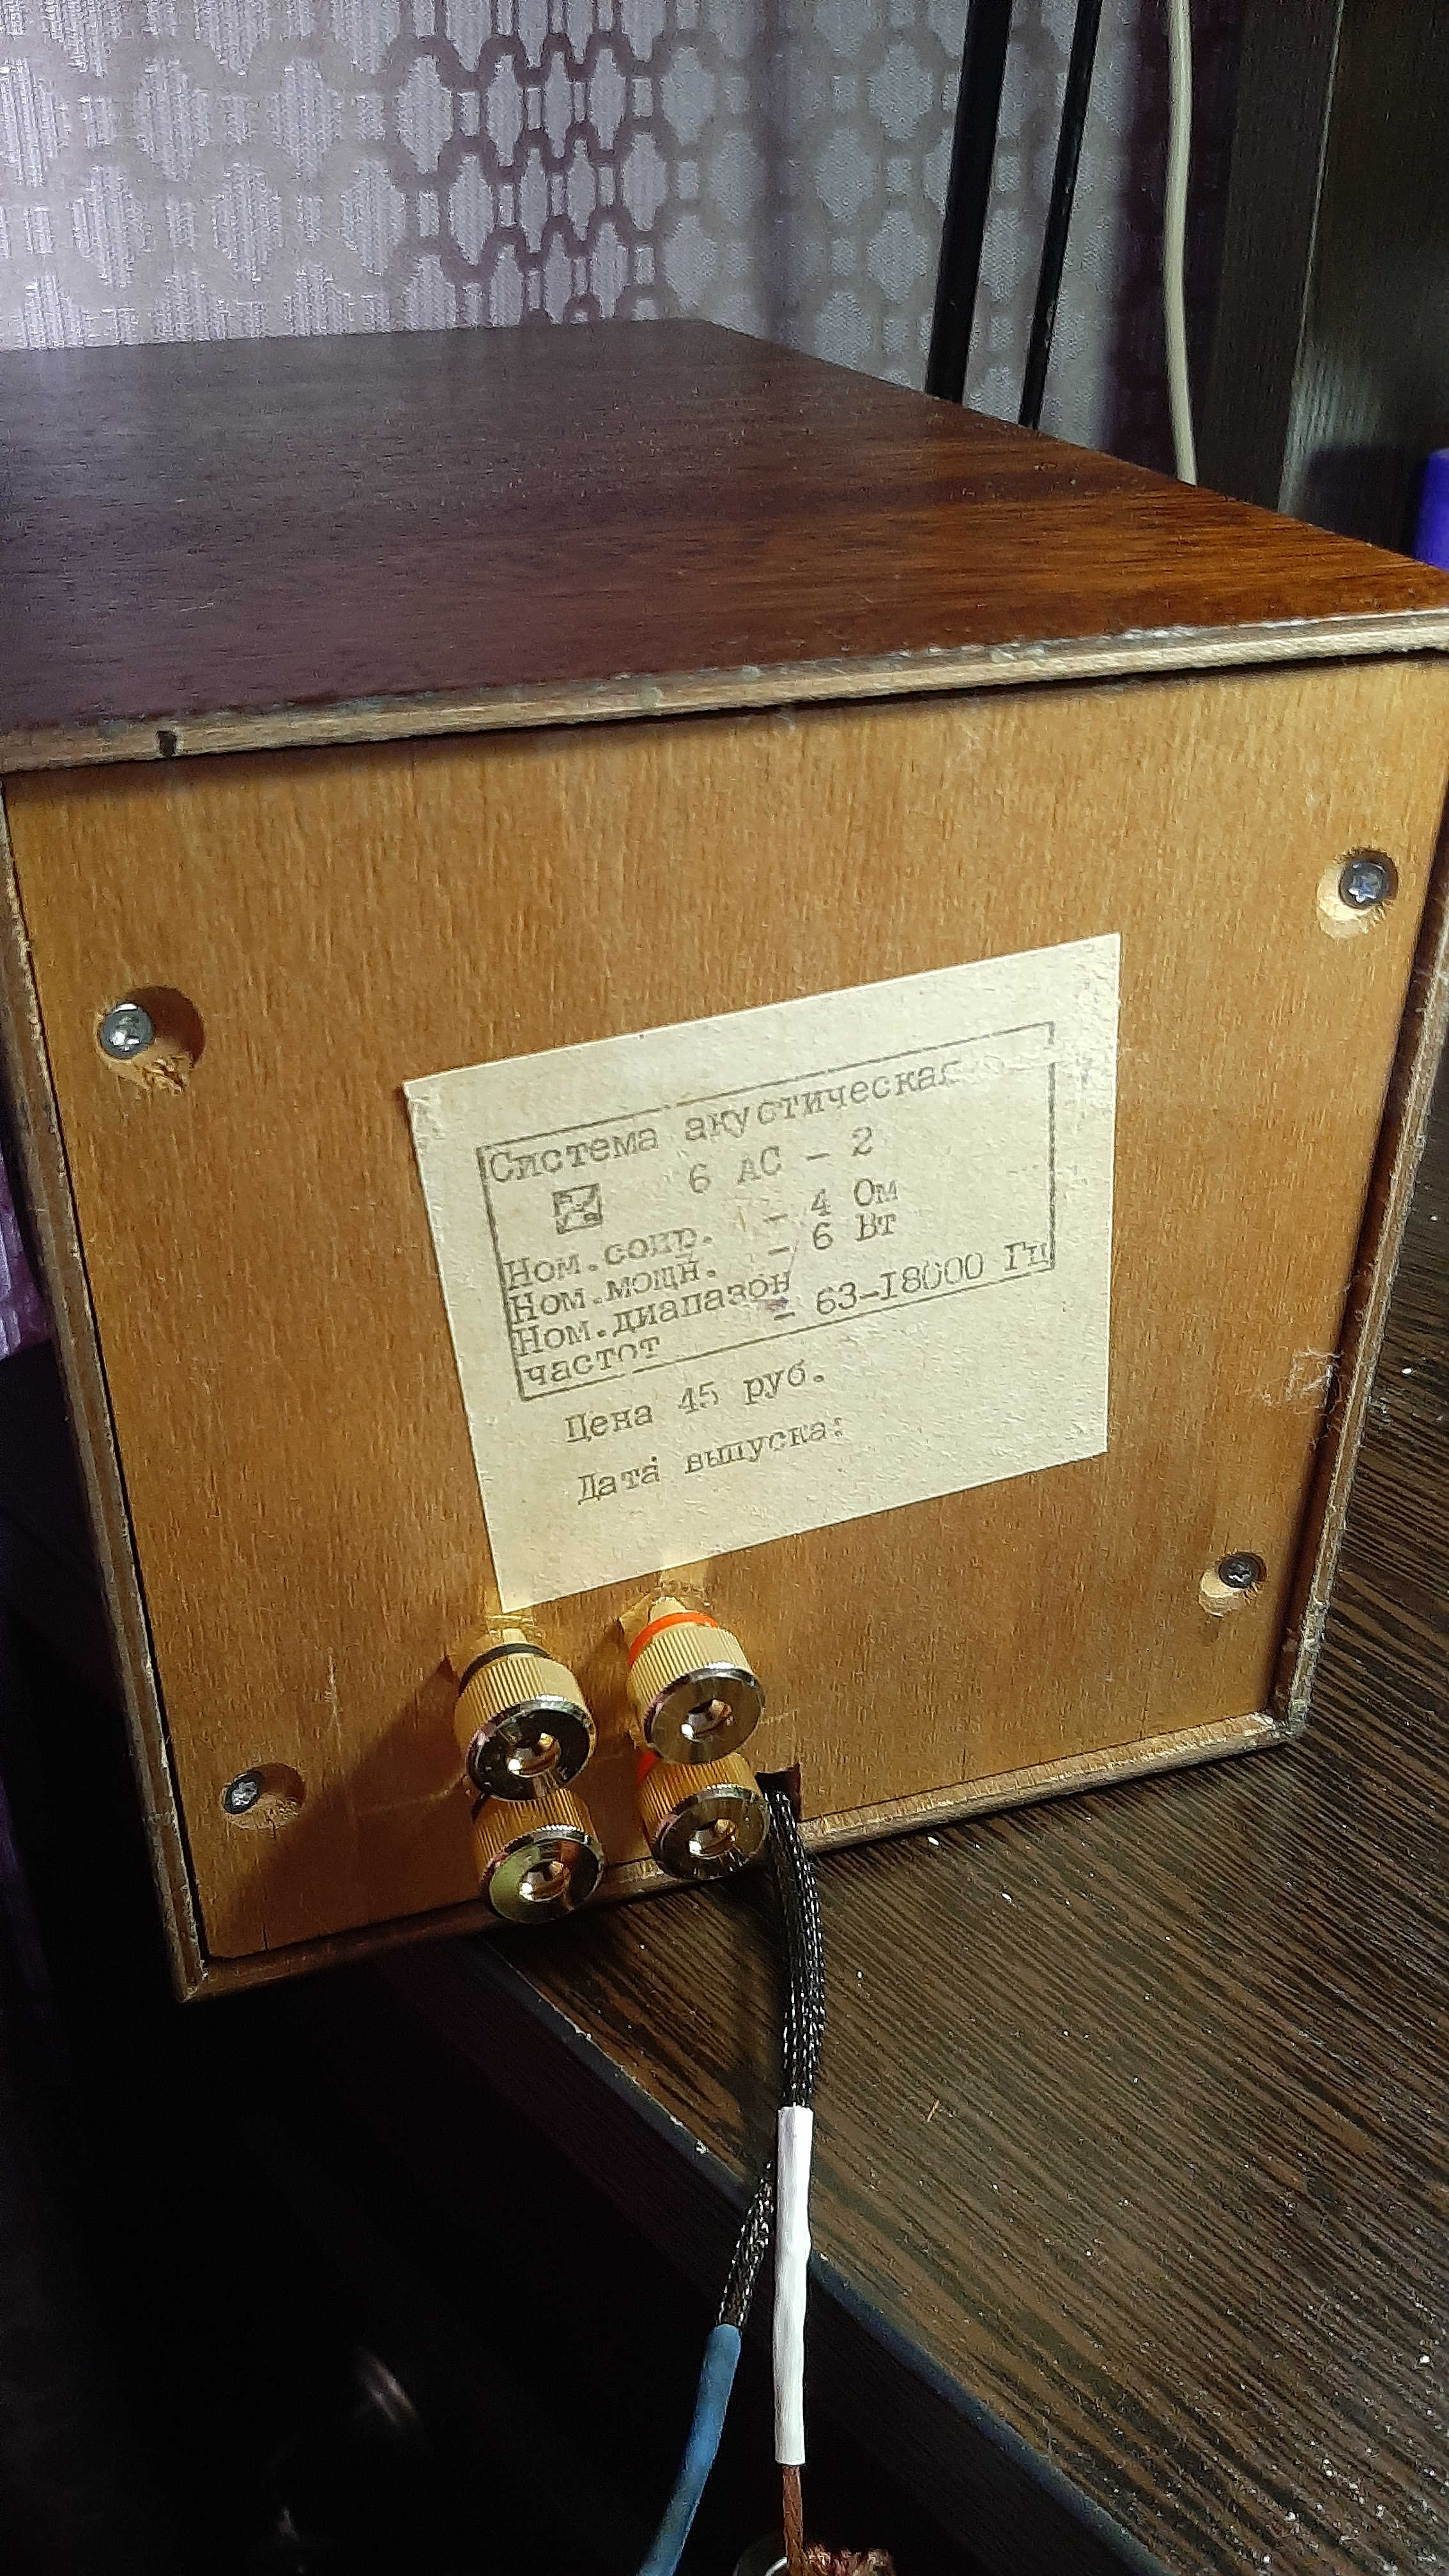 Система акустическая
6 АС - 2
Ном.сопр. - 4 Ом
Ном.мощн. - 6 Вт
Ном.диапазон
частот - 63-I8000 Гц
Цена 45 руб.
Дата выпуска: